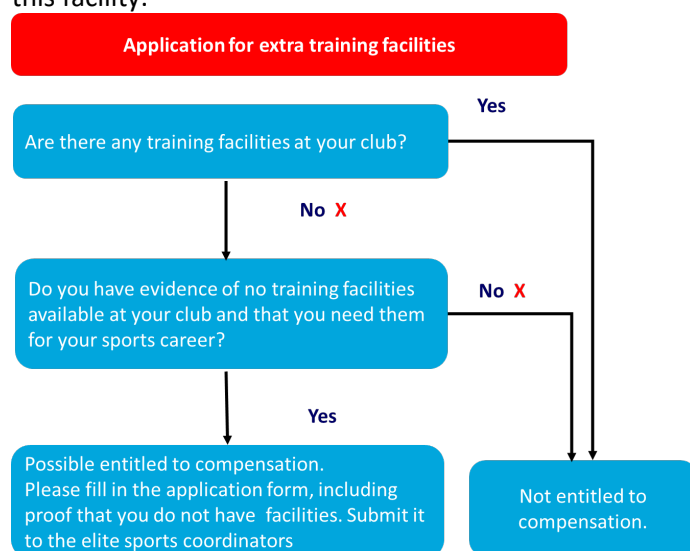 this facility.
Application for extra training facilities
Yes
Are there any training facilities at your club?
No X
Do you have evidence of no training facilities
available at your club and that you need them
for your sports career?
No X
Yes
Possible entitled to compensation.
Please fill in the application form, including
proof that you do not have facilities. Submit it
to the elite sports coordinators
Not entitled to
compensation.